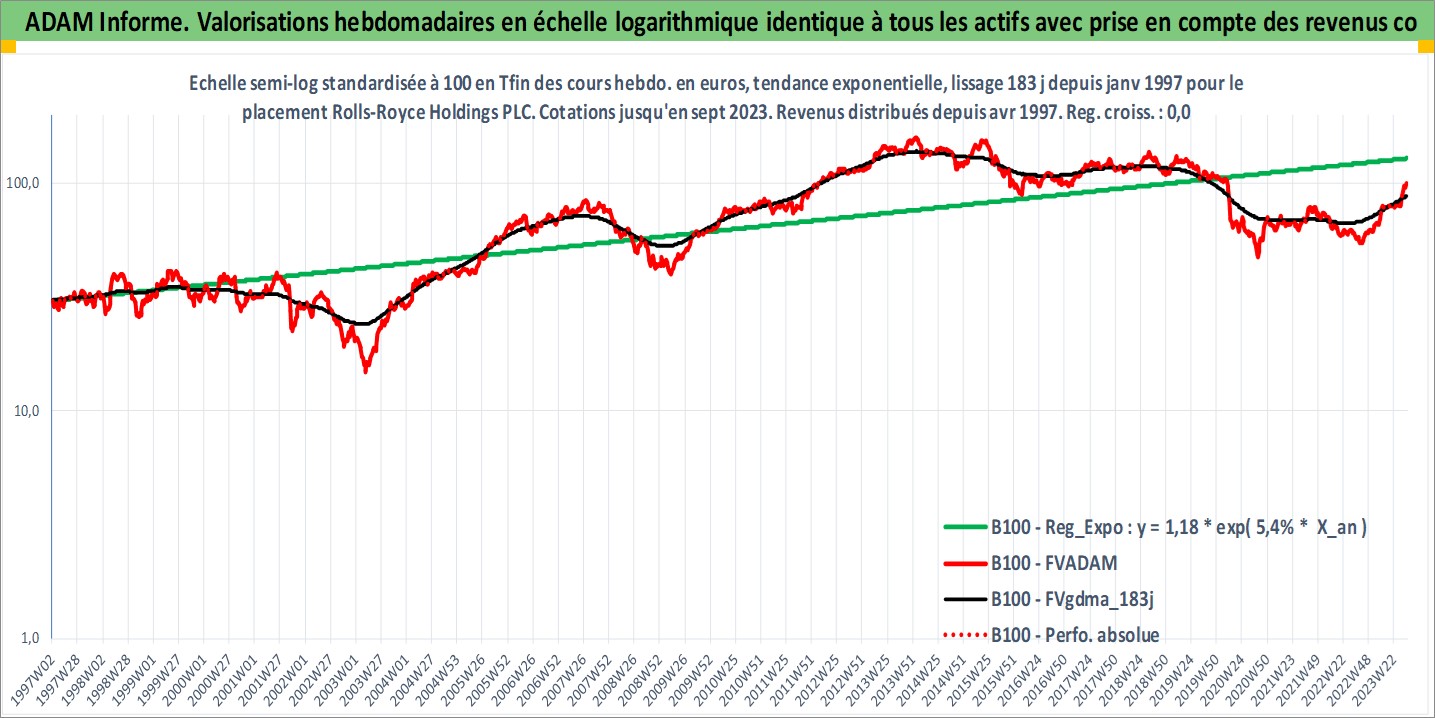 ADAM Informe. Valorisations hebdomadaires en échelle logarithmique identique à tous les actifs avec prise en compte des revenus co
Echelle semi-log standardisée à 100 en Tfin des cours hebdo. en euros, tendance exponentielle, lissage 183 j depuis janv 1997 pour le
placement Rolls-Royce Holdings PLC. Cotations jusqu'en sept 2023. Revenus distribués depuis avr 1997. Reg. croiss. : 0,0
100,0
10,0
1,0
B100 - Reg_Expo : y = 1,18 * exp( 5,4% * X_an )
B100 - FVADAM
B100 - FVgdma_183j
B100 - Perfo. absolue
1997W02
1997W28
1998W02
1998W28
1999W01
1999W27
2000W01
2000W27
2001W01
2001W27
2002W01
2002W27
2003W01
2003W27
2004W01
2004W27
2004W53
2005W26
2005W52
2006W26
2006W52
2007W26
2007W52
2008W26
2008W52
2009W26
2009W52
2010W25
2010W51
2011W25
2011W51
2012W25
2012W51
2013W25
2013W51
2014W25
2014W51
2015W25
2015W51
2016W24
2016W50
2017W24
2017W50
2018W24
2018W50
2019W24
2019W50
2020W24
2020W50
2021W23
2021W49
2022W22
2022W48
2023W22